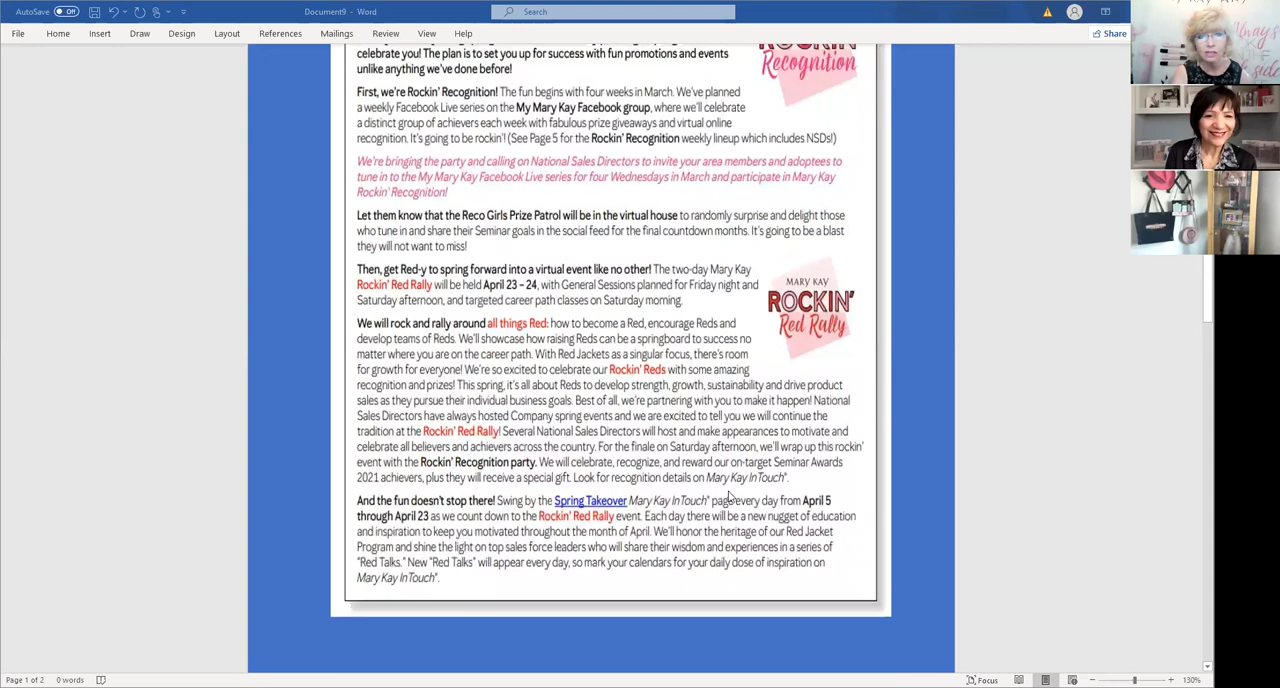 AutoSave
Off
Document9 - Word
Search
File
Home
Insert
Draw
Design
Layout
References
Mailings
Review
View
Help
Share
celebrate you! The plan is to set you up for success with fun promotions and events
unlike anything we've done before!
Recognition
First, we're Rockin' Recognition! The fun begins with four weeks in March. We've planned
a weekly Facebook Live series on the My Mary Kay Facebook group, where we'll celebrate
a distinct group of achievers each week with fabulous prize giveaways and virtual online
recognition. It's going to be rockin'! (See Page 5 for the Rockin' Recognition weekly lineup which includes NSDs!)
We're bringing the party and calling on National Sales Directors to invite your area members and adoptees to
tune in to the My Mary Kay Facebook Live series for four Wednesdays in March and participate in Mary Kay
Rockin' Recognition!
Let them know that the Reco Girls Prize Patrol will be in the virtual house to randomly surprise and delight those
who tune in and share their Seminar goals in the social feed for the final countdown months. It's going to be a blast
they will not want to miss!
Then, get Red-y to spring forward into a virtual event like no other! The two-day Mary Kay
Rockin' Red Rally will be held April 23 – 24, with General Sessions planned for Friday night and
Saturday afternoon, and targeted career path classes on Saturday morning.
MARY KAY
ROCKIN'
Red Rally
We will rock and rally around all things Red: how to become a Red, encourage Reds and
develop teams of Reds. We'll showcase how raising Reds can be a springboard to success no
matter where you are on the career path. With Red Jackets as a singular focus, there's room
for growth for everyone! We're so excited to celebrate our Rockin' Reds with some amazing
recognition and prizes! This spring, it's all about Reds to develop strength, growth, sustainability and drive product
sales as they pursue their individual business goals. Best of all, we're partnering with you to make it happen! National
Sales Directors have always hosted Company spring events and we are excited to tell you we will continue the
tradition at the Rockin' Red Rally! Several National Sales Directors will host and make appearances to motivate and
celebrate all believers and achievers across the country. For the finale on Saturday afternoon, we'll wrap up this rockin'
event with the Rockin' Recognition party. We will celebrate, recognize, and reward our on-target Seminar Awards
2021 achievers, plus they will receive a special gift. Look for recognition details on Mary Kay InTouch®.
And the fun doesn't stop there! Swing by the Spring Takeover Mary Kay InTouch® page every day from April 5
through April 23 as we count down to the Rockin' Red Rally event. Each day there will be a new nugget of education
and inspiration to keep you motivated throughout the month of April. We'll honor the heritage of our Red Jacket
Program and shine the light on top sales force leaders who will share their wisdom and experiences in a series of
"Red Talks." New "Red Talks" will appear every day, so mark your calendars for your daily dose of inspiration on
Mary Kay InTouch®.
Page 1 of 2
0 words
Focus
130%